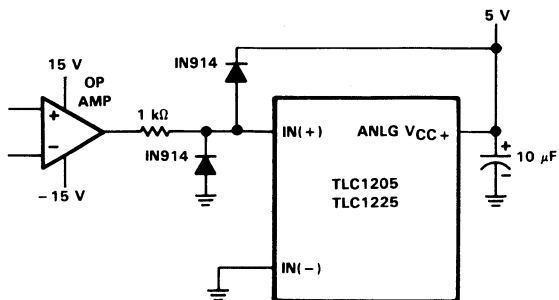 5 V
15 V
OP
AMP
IN914
1 kΩ
+
−
IN(+)
ANLG VCC+
+
10 μF
−
IN914
− 15 V
TLC1205
TLC1225
IN(−)